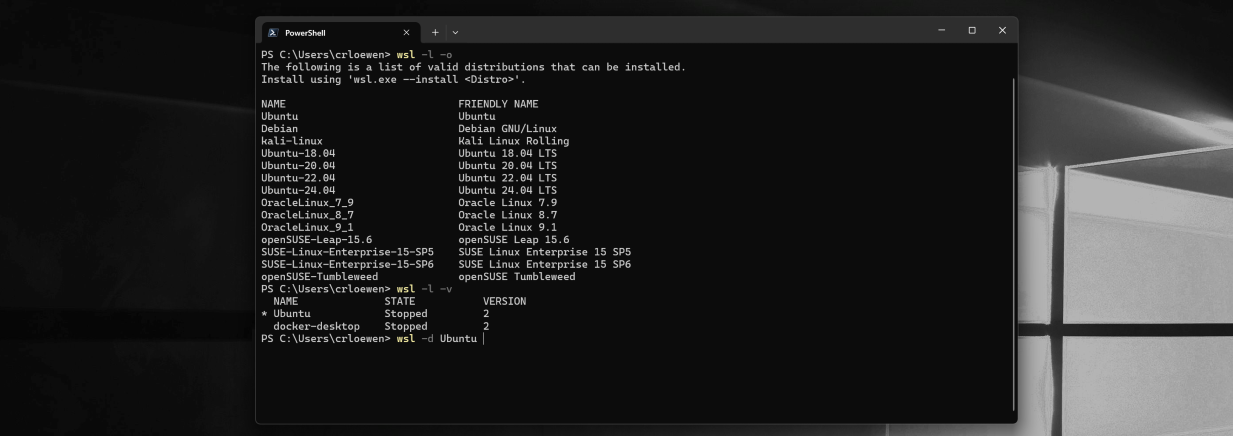 PowerShell
PS C:\Users\crloewen> wsl -l -o
The following is a list of valid distributions that can be installed.
Install using 'wsl.exe --install <Distro>'.
NAME                            FRIENDLY NAME
Ubuntu                          Ubuntu
Debian                          Debian GNU/Linux
kali-linux                      Kali Linux Rolling
Ubuntu-18.04                    Ubuntu 18.04 LTS
Ubuntu-20.04                    Ubuntu 20.04 LTS
Ubuntu-22.04                    Ubuntu 22.04 LTS
Ubuntu-24.04                    Ubuntu 24.04 LTS
OracleLinux_7_9                 Oracle Linux 7.9
OracleLinux_8_7                 Oracle Linux 8.7
OracleLinux_9_1                 Oracle Linux 9.1
openSUSE-Leap-15.6              openSUSE Leap 15.6
SUSE-Linux-Enterprise-15-SP5    SUSE Linux Enterprise 15 SP5
SUSE-Linux-Enterprise-15-SP6    SUSE Linux Enterprise 15 SP6
openSUSE-Tumbleweed             openSUSE Tumbleweed
PS C:\Users\crloewen> wsl -l -v
  NAME              STATE           VERSION
* Ubuntu            Stopped         2
  docker-desktop    Stopped         2
PS C:\Users\crloewen> wsl -d Ubuntu